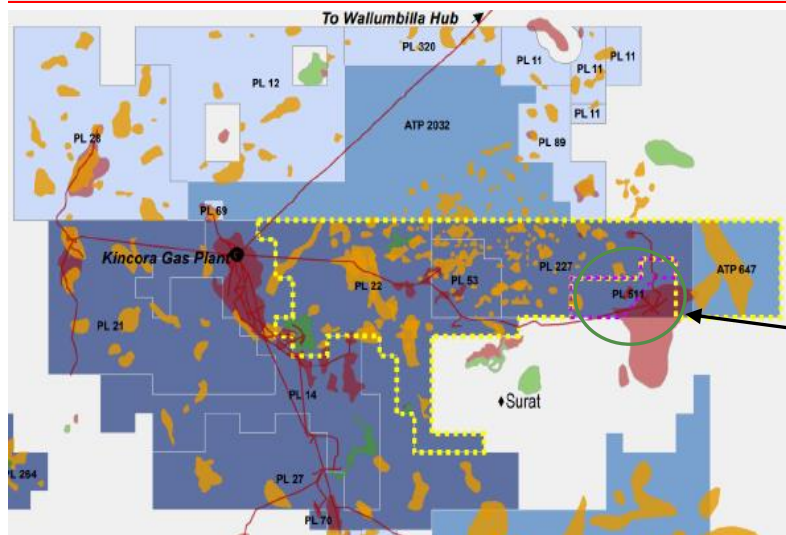 To Wallumbilla Hub
PL 320
PL 11
PL 11
PL 12
PL 11
PL 11
ATP 2032
PL 28
PL 89
PL 69
Kincora Gas Plant
PL 227
ATP 647
PL 22
PL 53
PL 511
PL 21
PL 14
Surat
PL 264
PL 27
PL 70